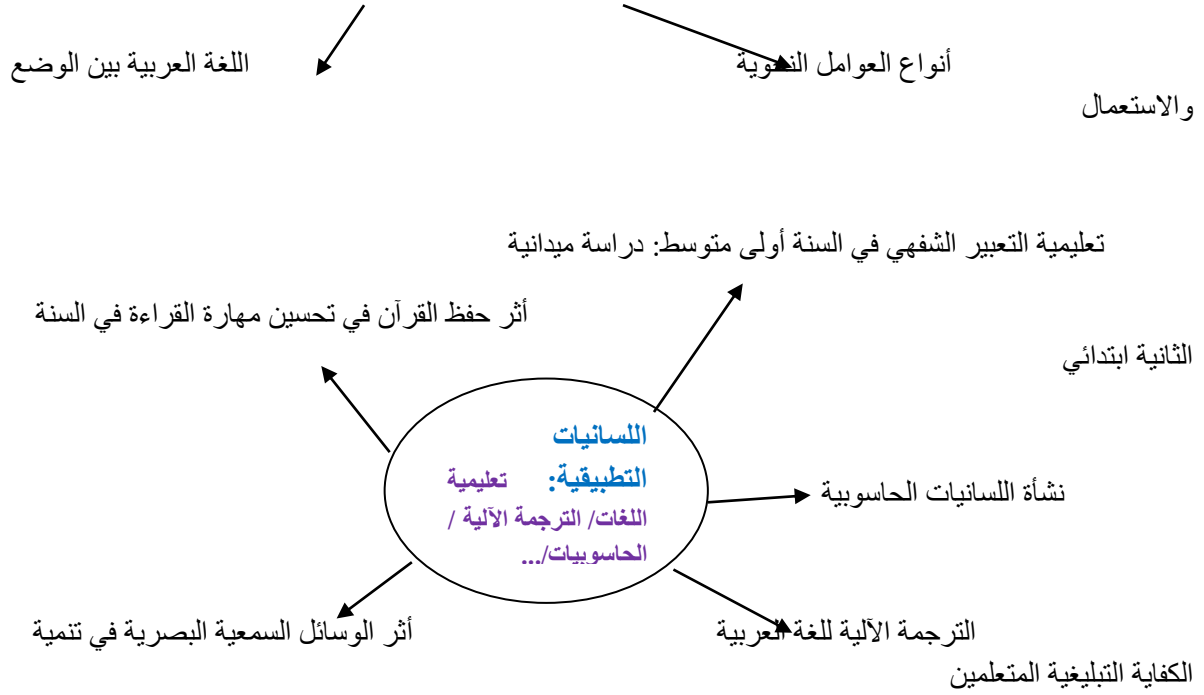 أنواع العوامل النحوية اللغة العربية بين الوضع
والاستعمال
تعليمية التعبير الشفهي في السنة أولى متوسط: دراسة ميدانية
أثر حفظ القرآن في تحسين مهارة القراءة في السنة
الثانية ابتدائي
اللسانيات
التطبيقية: تعليمية
اللغات/ الترجمة الآلية /
الحاسوبيات/...
نشأة اللسانيات الحاسوبية
الترجمة الآلية للغة العربية أثر الوسائل السمعية البصرية في تنمية
الكفاية التبليغية المتعلمين